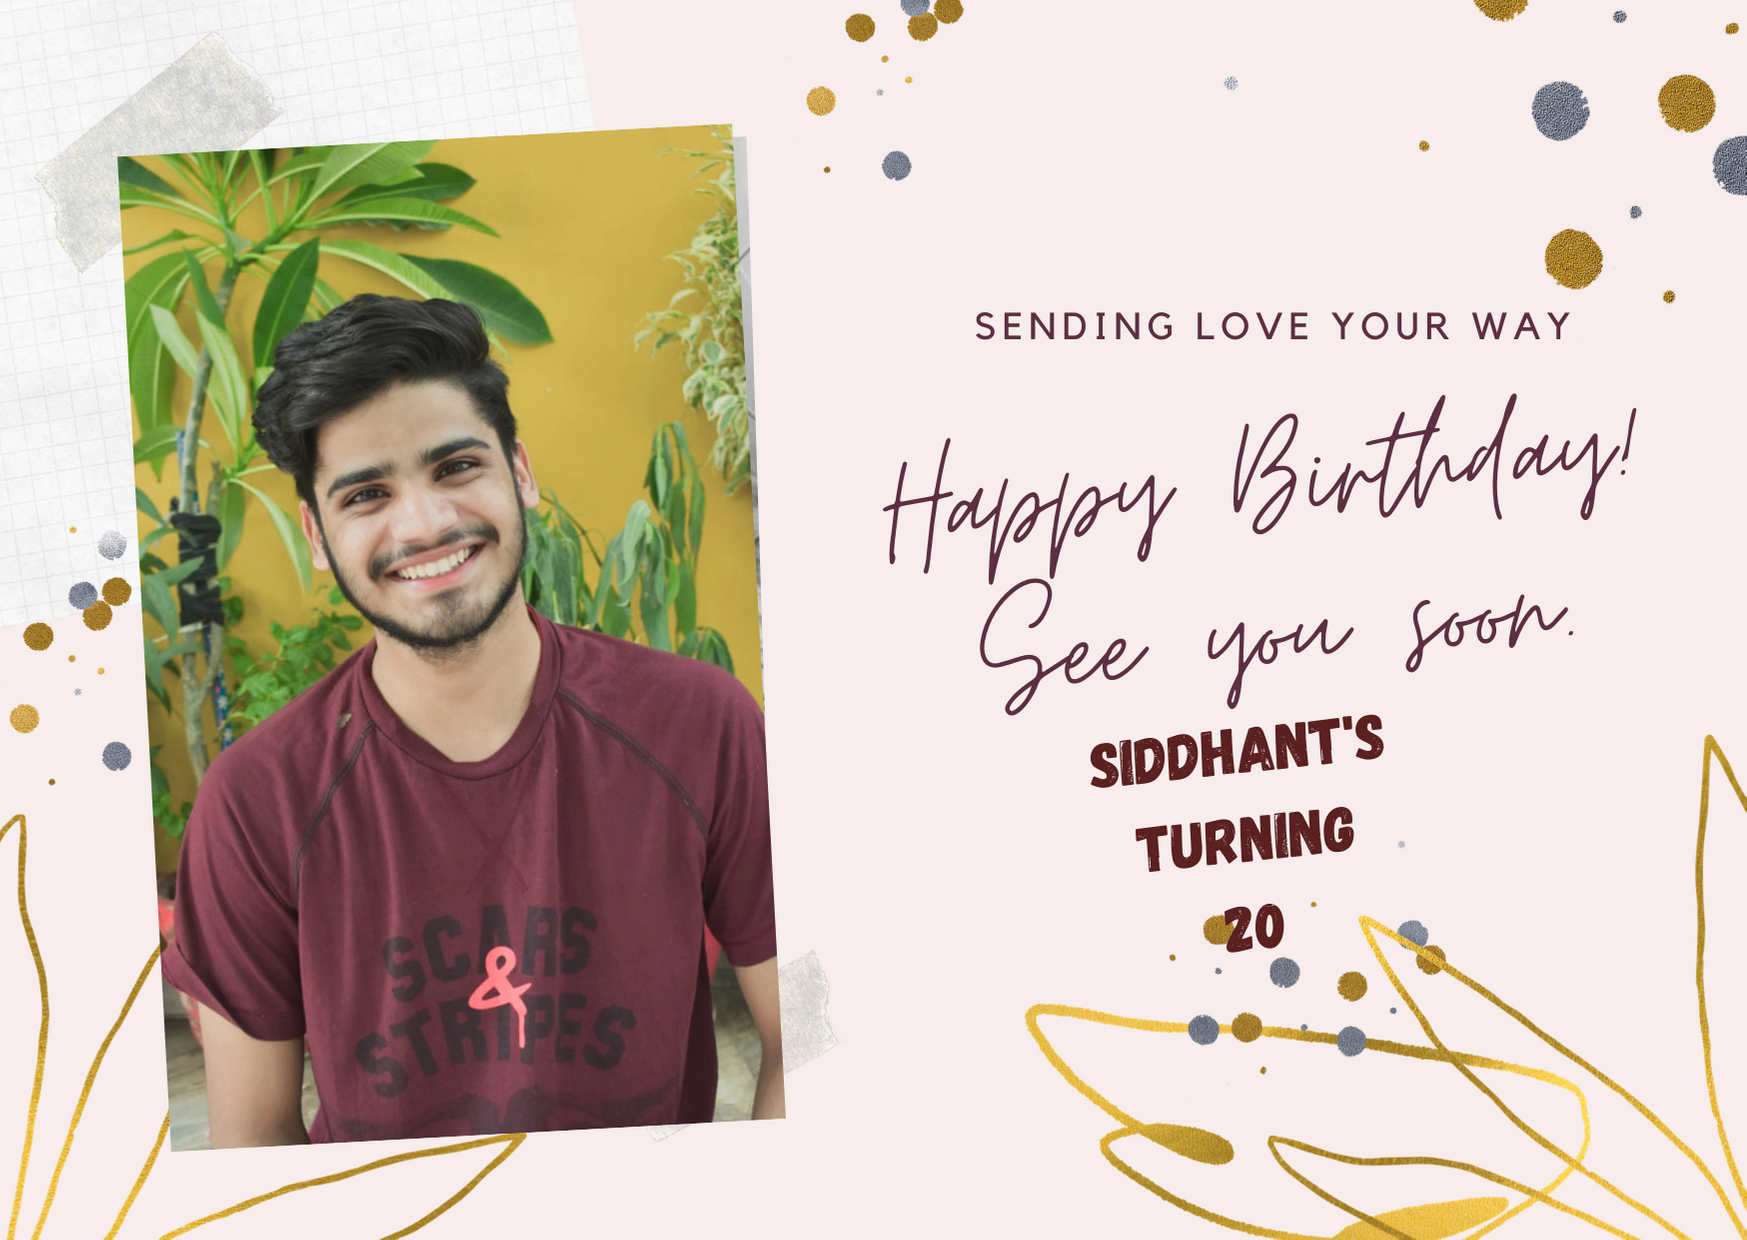 SENDING LOVE YOUR WAY
Happy Birthday!
See you soon.
SIDDHANT'S
TURNING
20
SCARS
&
STRIPES